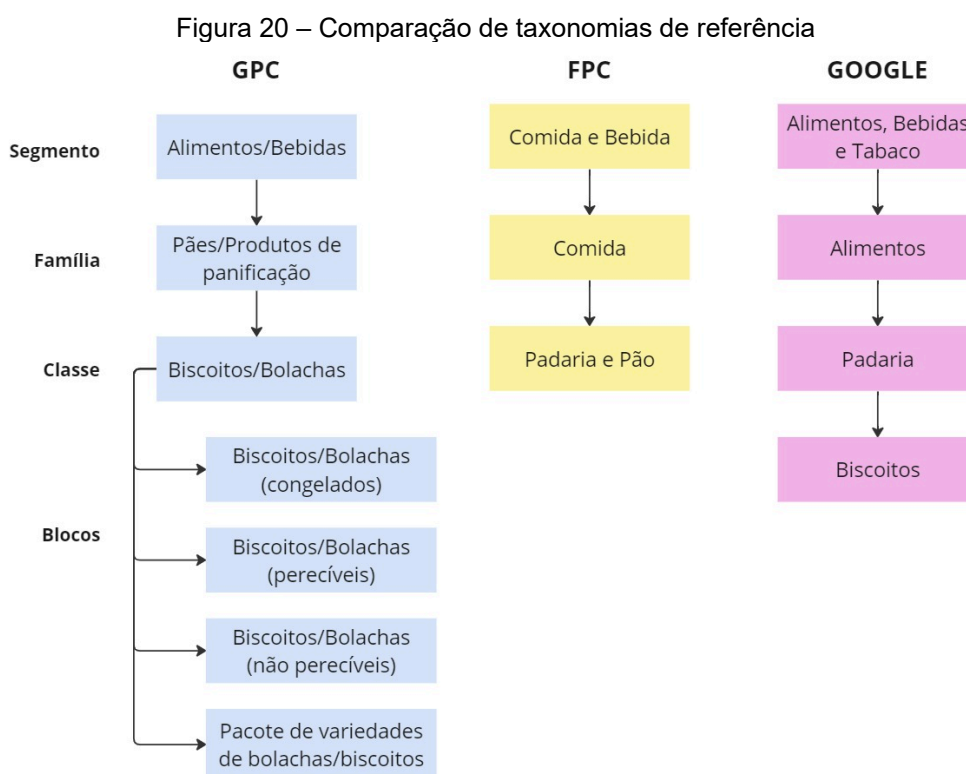 Figura 20 – Comparação de taxonomias de referência
GPC
FPC
GOOGLE
Segmento
Alimentos/Bebidas
Comida e Bebida
Alimentos, Bebidas
e Tabaco
Família
Pães/Produtos de
panificação
Comida
Alimentos
Classe
Biscoitos/Bolachas
Padaria e Pão
Padaria
Biscoitos/Bolachas
(congelados)
Biscoitos
Blocos
Biscoitos/Bolachas
(perecíveis)
Biscoitos/Bolachas
(não perecíveis)
Pacote de variedades
de bolachas/biscoitos